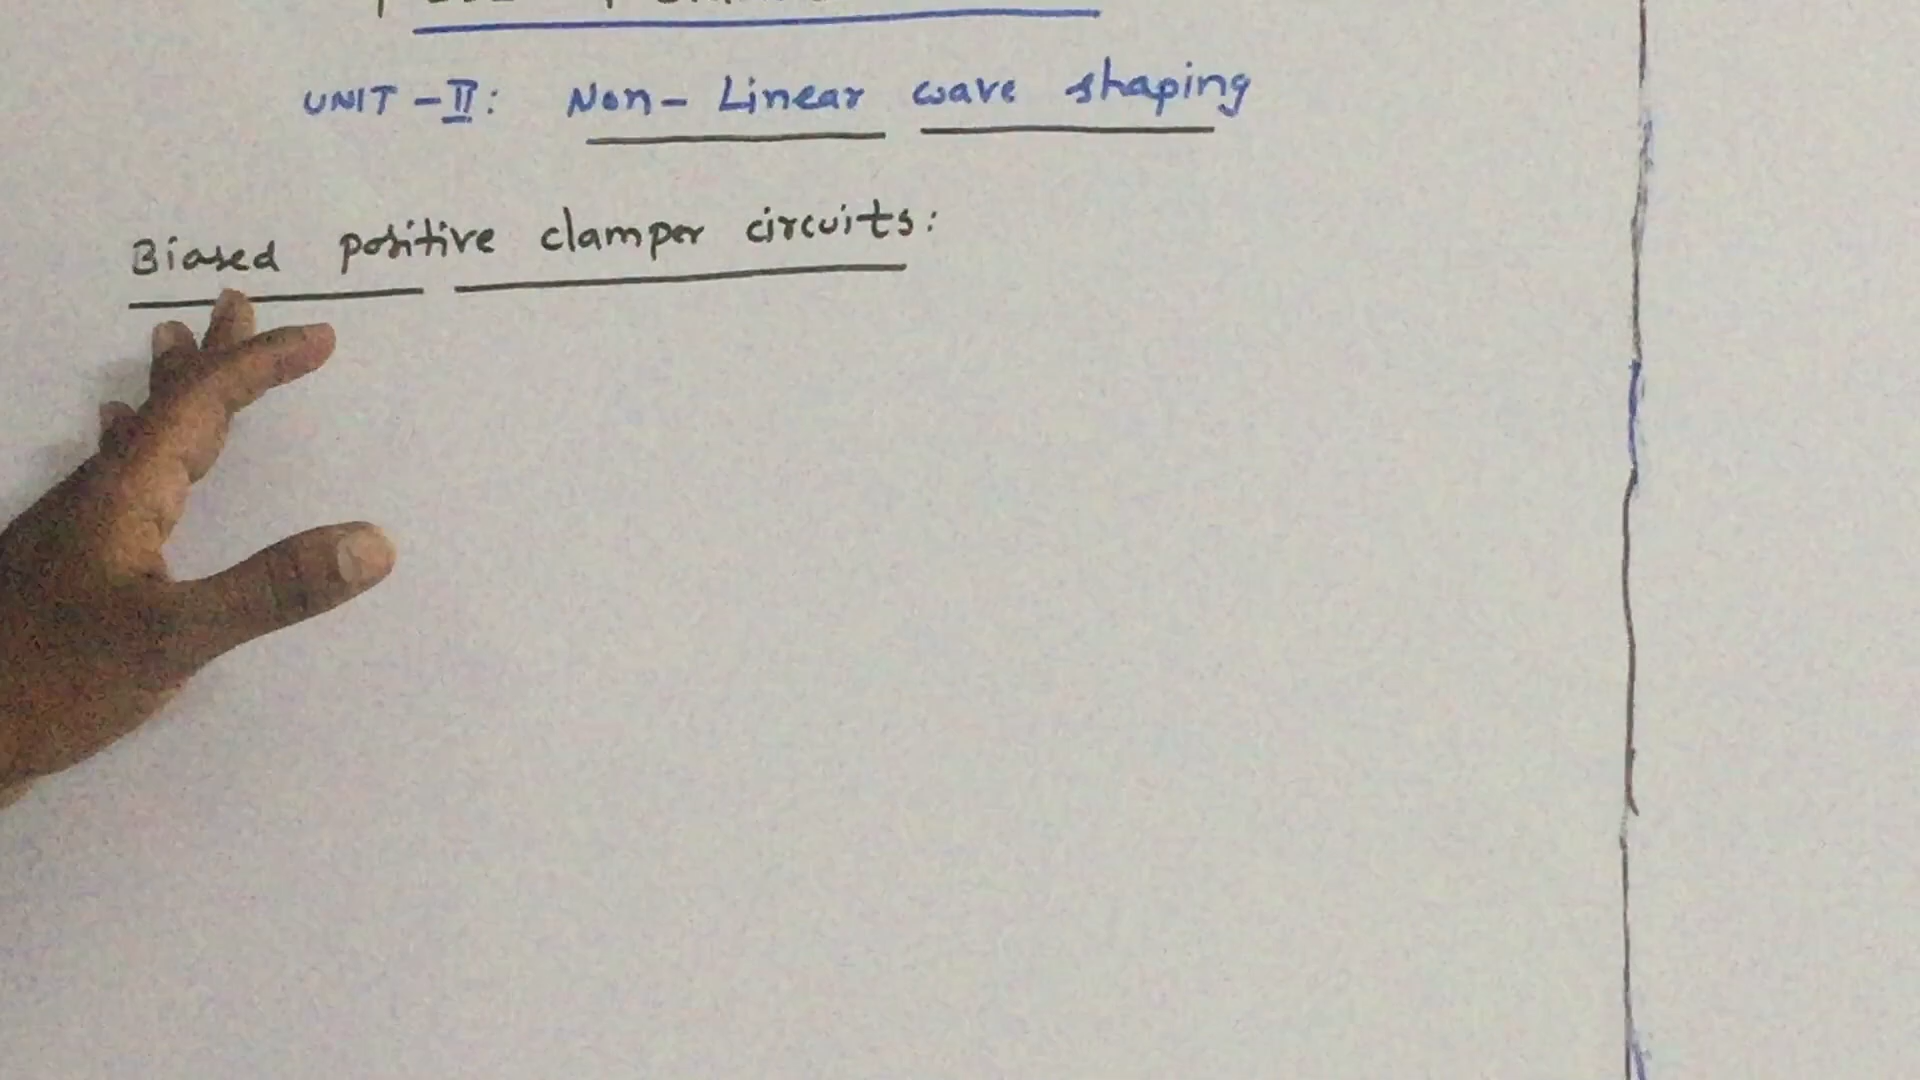 UNIT - II: Non- Linear wave shaping
Biased positive clamper circuits: